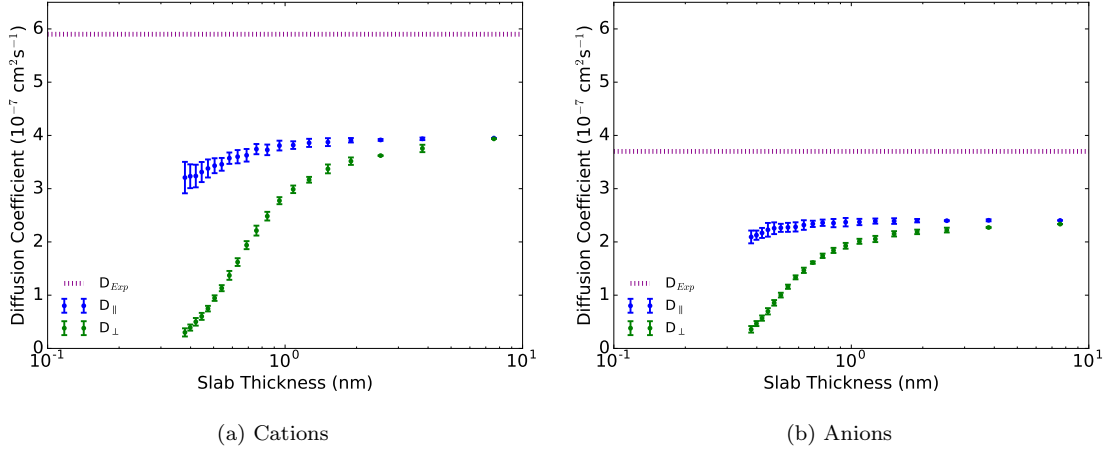 6
5
4
3
2
1
0
Diffusion Coefficient (10⁻⁷ cm²s⁻¹)
D_Exp
D_∥
D_⊥
10⁻¹ 10⁰ 10¹
Slab Thickness (nm)
(a) Cations
6
5
4
3
2
1
0
Diffusion Coefficient (10⁻⁷ cm²s⁻¹)
D_Exp
D_∥
D_⊥
10⁻¹ 10⁰ 10¹
Slab Thickness (nm)
(b) Anions